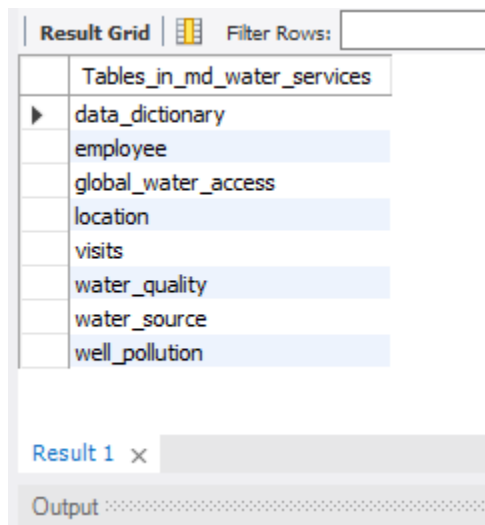 Result Grid Filter Rows:
Tables_in_md_water_services
data_dictionary
employee
global_water_access
location
visits
water_quality
water_source
well_pollution
Result 1 ×
Output